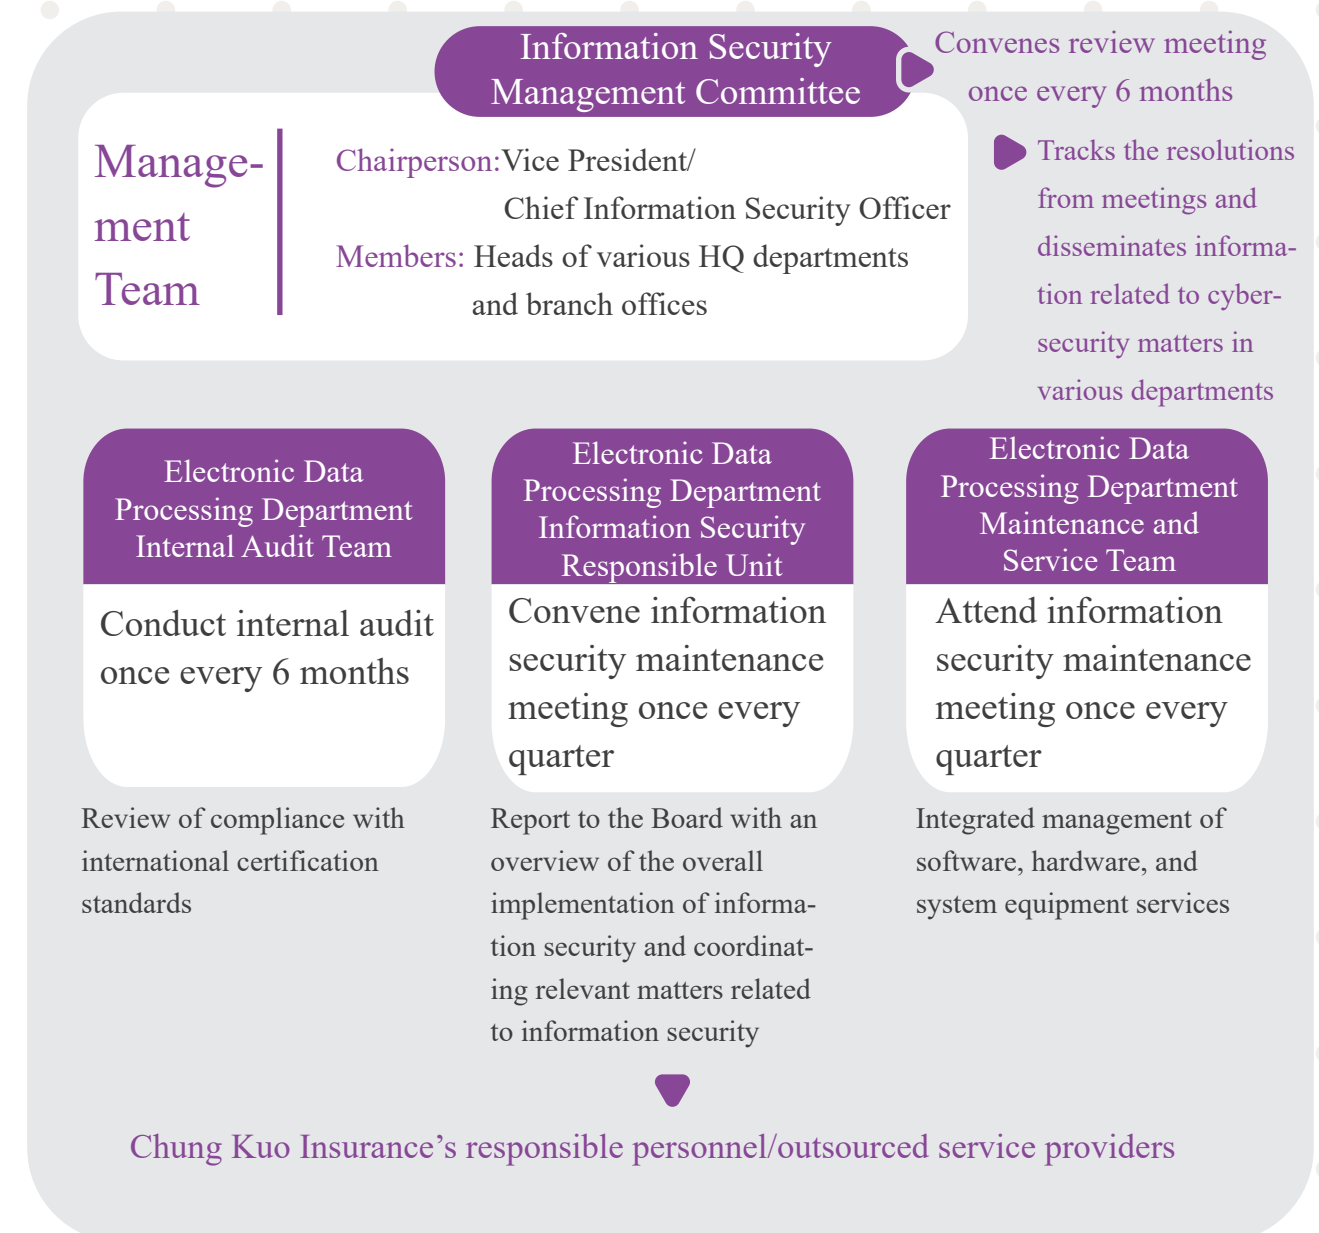 Information Security
Management Committee
Convenes review meeting
once every 6 months
Tracks the resolutions
from meetings and
disseminates informa-
tion related to cyber-
security matters in
various departments
Manage-
ment
Team
Chairperson:Vice President/
Chief Information Security Officer
Members: Heads of various HQ departments
and branch offices
Electronic Data
Processing Department
Internal Audit Team
Conduct internal audit
once every 6 months
Review of compliance with
international certification
standards
Electronic Data
Processing Department
Information Security
Responsible Unit
Convene information
security maintenance
meeting once every
quarter
Report to the Board with an
overview of the overall
implementation of informa-
tion security and coordinat-
ing relevant matters related
to information security
Electronic Data
Processing Department
Maintenance and
Service Team
Attend information
security maintenance
meeting once every
quarter
Integrated management of
software, hardware, and
system equipment services
Chung Kuo Insurance’s responsible personnel/outsourced service providers